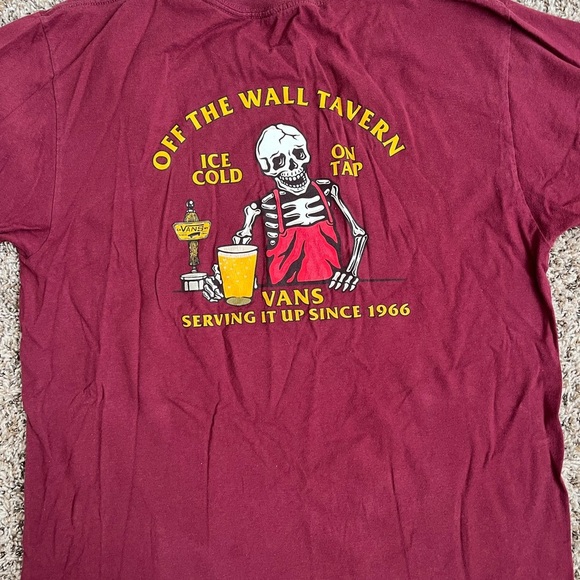 OFF THE WALL TAVERN
ICE COLD
ON TAP
VANS
VANS
SERVING IT UP SINCE 1966